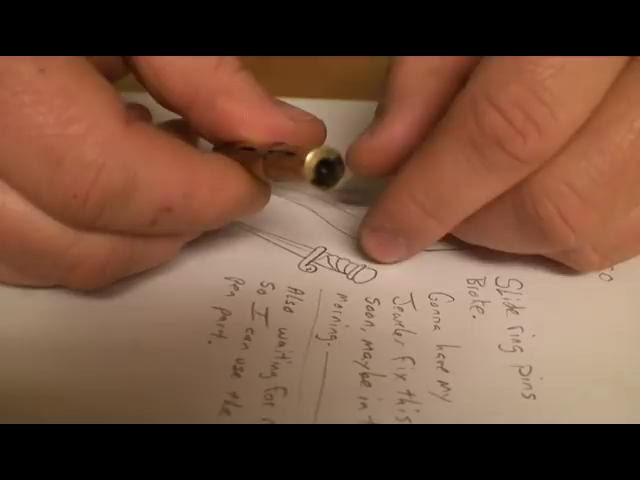 Slide ring pins
Broke.
Gonna have my
Jeweler fix this
soon, maybe in
morning.
Also waiting for
So I can use the
Pen part.